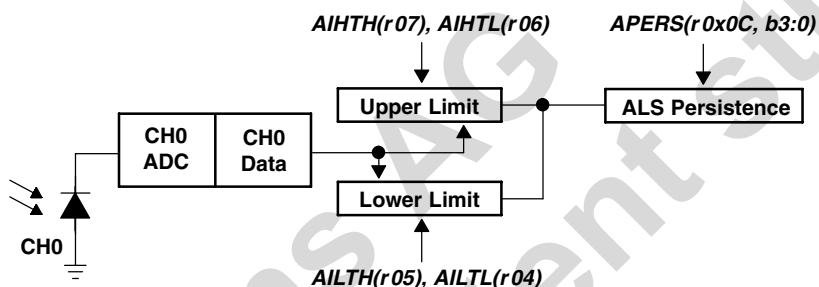 AIHTH(r07), AIHTL(r06)
APERS(r0x0C, b3:0)
Upper Limit
ALS Persistence
CH0
ADC
CH0
Data
Lower Limit
CH0
AILTH(r05), AILTL(r04)